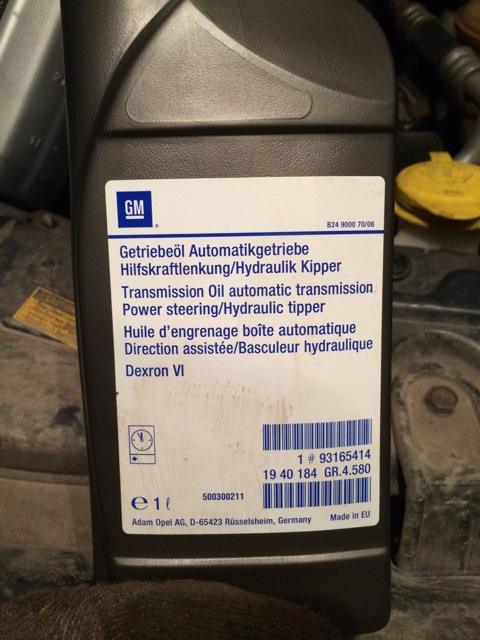 GM
®
B24 9000 70/06
Getriebeöl Automatikgetriebe
Hilfskraftlenkung/Hydraulik Kipper
Transmission Oil automatic transmission
Power steering/Hydraulic tipper
Huile d'engrenage boîte automatique
Direction assistée/Basculeur hydraulique
Dexron VI
1 # 93165414
19 40 184 GR.4.580
e 1 ℓ
500300211
Adam Opel AG, D-65423 Rüsselsheim, Germany
Made in EU